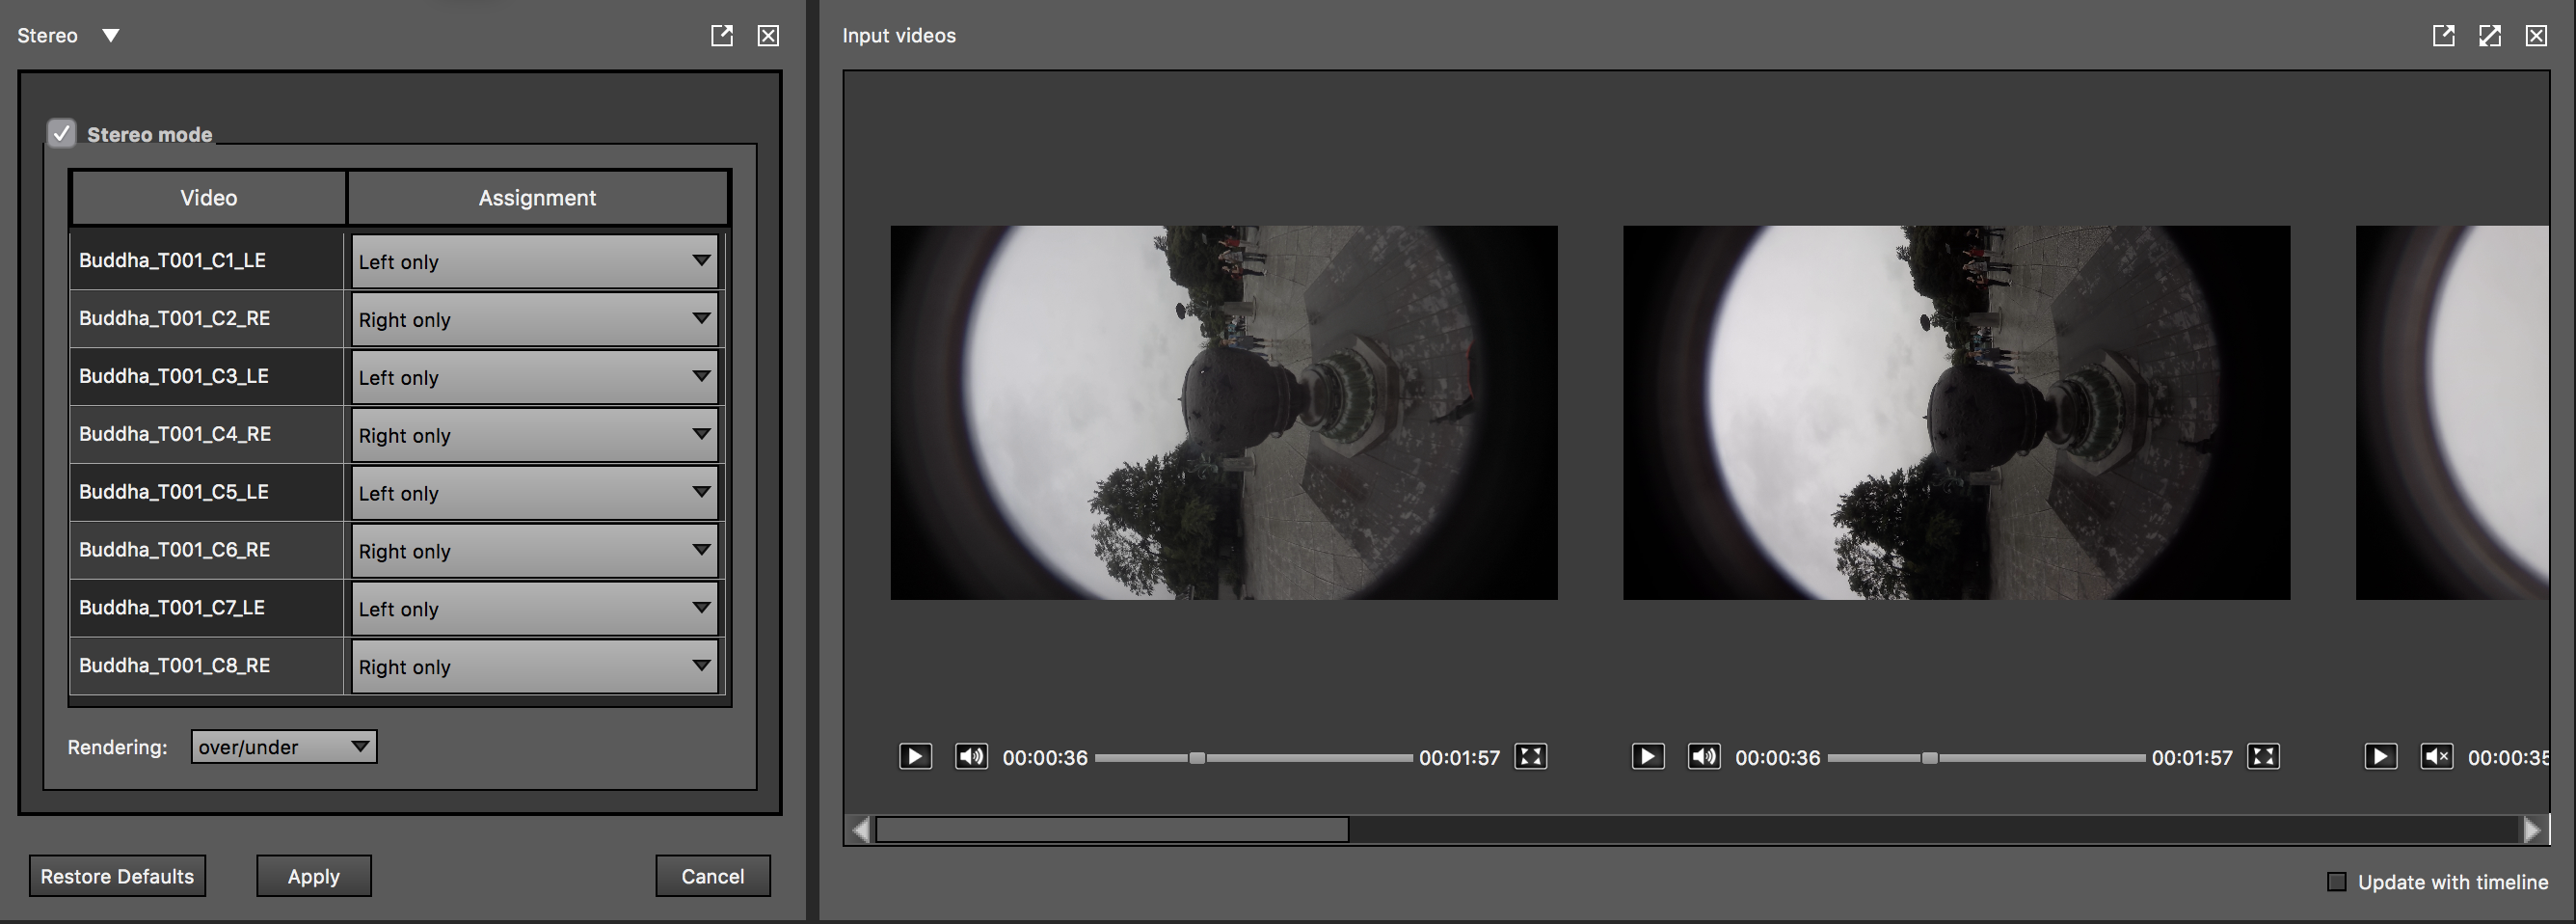 Stereo
Stereo mode
Video Assignment
Buddha_T001_C1_LE Left only
Buddha_T001_C2_RE Right only
Buddha_T001_C3_LE Left only
Buddha_T001_C4_RE Right only
Buddha_T001_C5_LE Left only
Buddha_T001_C6_RE Right only
Buddha_T001_C7_LE Left only
Buddha_T001_C8_RE Right only
Rendering: over/under
Restore Defaults Apply Cancel
Input videos
00:00:36 00:01:57 00:00:36 00:01:57 00:00:35
Update with timeline